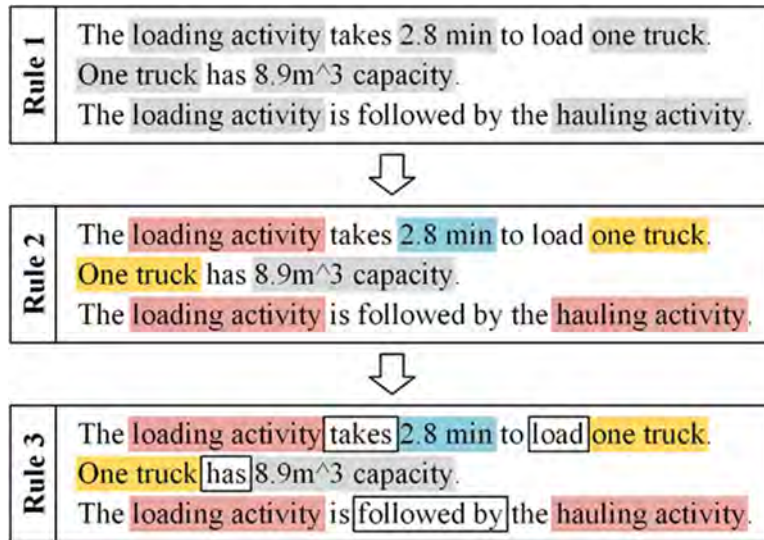 Rule 1
The loading activity takes 2.8 min to load one truck.
One truck has 8.9m^3 capacity.
The loading activity is followed by the hauling activity.
Rule 2
The loading activity takes 2.8 min to load one truck.
One truck has 8.9m^3 capacity.
The loading activity is followed by the hauling activity.
Rule 3
The loading activity takes 2.8 min to load one truck.
One truck has 8.9m^3 capacity.
The loading activity is followed by the hauling activity.